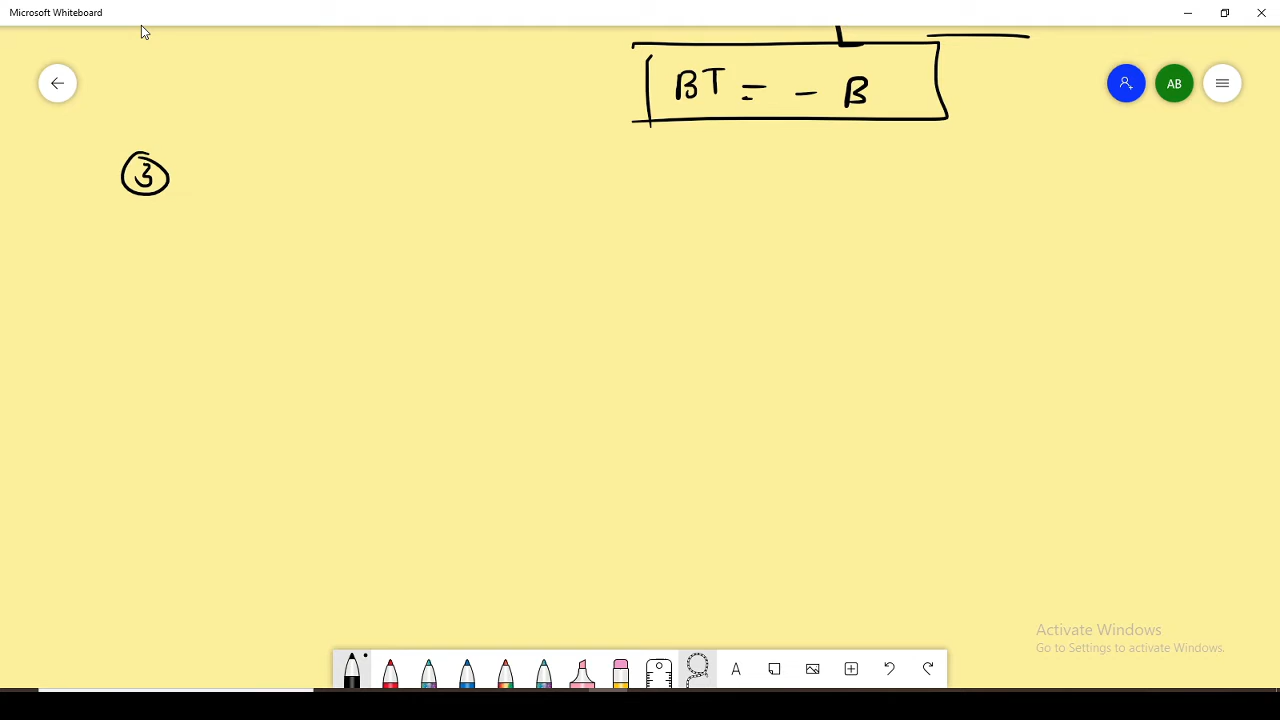 Microsoft Whiteboard
BT = - B
AB
3
Activate Windows
Go to Settings to activate Windows.
A